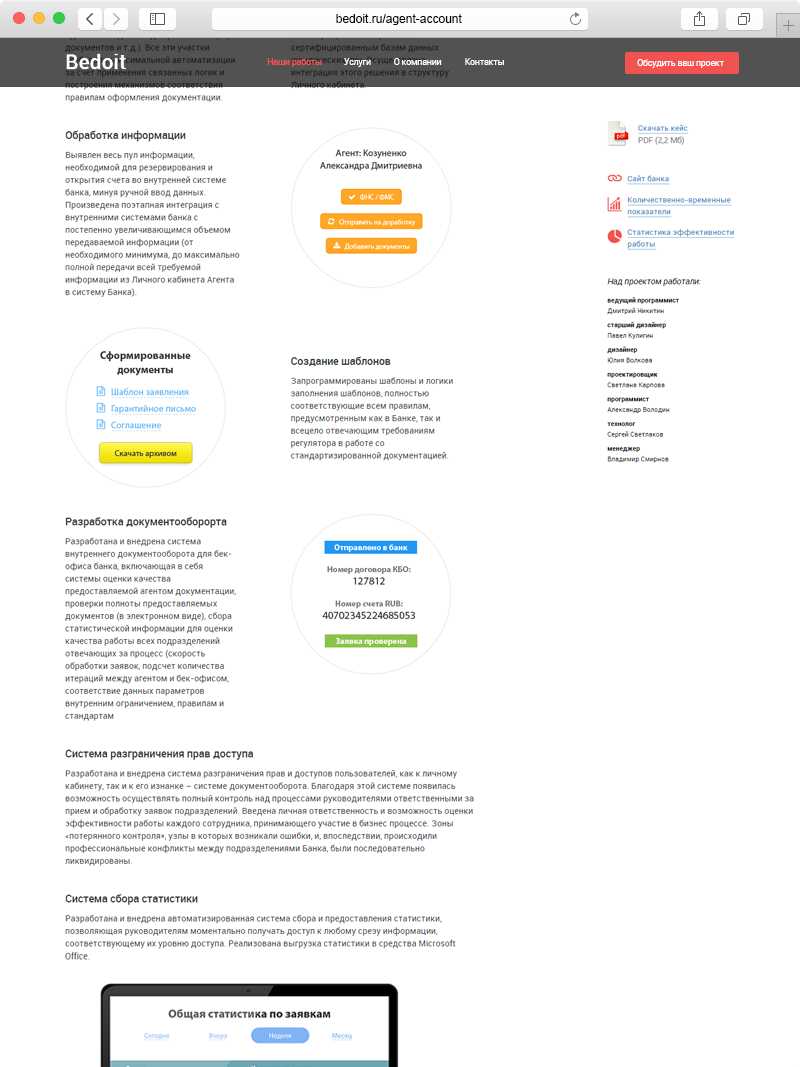 bedoit.ru/agent-account
Bedoit
Наши работы
Услуги
О компании
Контакты
Обсудить ваш проект
документов и т.д.). Все эти участки
за счет применения связанных логик и
построения механизмов соответствия
правилам оформления документации.
сертифицированным базам данных
интеграция этого решения в структуру
Личного кабинета.
Обработка информации
Выявлен весь пул информации,
необходимой для резервирования и
открытия счета во внутренней системе
банка, минуя ручной ввод данных.
Произведена поэтапная интеграция с
внутренними системами банка с
постепенно увеличивающимся объемом
передаваемой информации (от
необходимого минимума, до максимально
полной передачи всей требуемой
информации из Личного кабинета Агента
в систему Банка).
Агент: Козуненко
Александра Дмитриевна
ФНС / ФМС
Отправить на доработку
Добавить документы
Сформированные
документы
Шаблон заявления
Гарантийное письмо
Соглашение
Скачать архивом
Создание шаблонов
Запрограммированы шаблоны и логики
заполнения шаблонов, полностью
соответствующие всем правилам,
предусмотренным как в Банке, так и
всецело отвечающим требованиям
регулятора в работе со
стандартизированной документацией.
Разработка документооборорта
Разработана и внедрена система
внутреннего документооборота для бек-
офиса банка, включающая в себя
системы оценки качества
предоставляемой агентом документации,
проверки полноты предоставляемых
документов (в электронном виде), сбора
статистической информации для оценки
качества работы всех подразделений
отвечающих за процесс (скорость
обработки заявок, подсчет количества
итераций между агентом и бек-офисом,
соответствие данных параметров
внутренним ограничением, правилам и
стандартам
Отправлено в банк
Номер договора КБО:
127812
Номер счета RUB:
40702345224685053
Заявка проверена
Система разграничения прав доступа
Разработана и внедрена система разграничения прав и доступов пользователей, как к личному
кабинету, так и к его изнанке – системе документооборота. Благодаря этой системе появилась
возможность осуществлять полный контроль над процессами руководителями ответственными за
прием и обработку заявок подразделений. Введена личная ответственность и возможность оценки
эффективности работы каждого сотрудника, принимающего участие в бизнес процессе. Зоны
«потерянного контроля», узлы в которых возникали ошибки, и, впоследствии, происходили
профессиональные конфликты между подразделениями Банка, были последовательно
ликвидированы.
Система сбора статистики
Разработана и внедрена автоматизированная система сбора и предоставления статистики,
позволяющая руководителям моментально получать доступ к любому срезу информации,
соответствующему их уровню доступа. Реализована выгрузка статистики в средства Microsoft
Office.
Общая статистика по заявкам
Сегодня
Вчера
Неделя
Месяц
pdf
Скачать кейс
PDF (2,2 Мб)
Сайт банка
Количественно-временные
показатели
Статистика эффективности
работы
Над проектом работали:
ведущий программист
Дмитрий Никитин
старший дизайнер
Павел Кулигин
дизайнер
Юлия Волкова
проектировщик
Светлана Карпова
программист
Александр Володин
технолог
Сергей Светлаков
менеджер
Владимир Смирнов